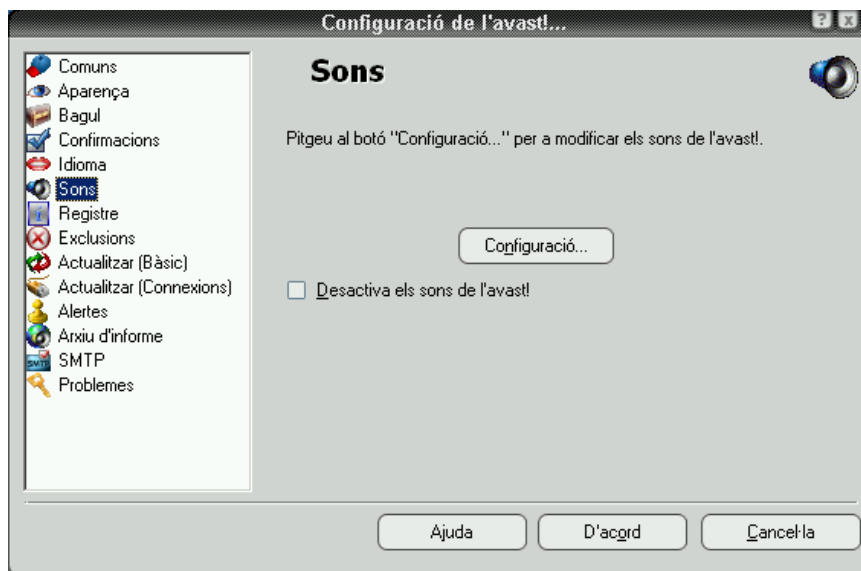 Configuració de l'avast!...
Comuns
Aparença
Bagul
Confirmacions
Idioma
Sons
Registre
Exclusions
Actualitzar (Bàsic)
Actualitzar (Connexions)
Alertes
Arxiu d'informe
SMTP
Problemes
Sons
Pitgeu al botó "Configuració..." per a modificar els sons de l'avast!.
Configuració...
Desactiva els sons de l'avast!
Ajuda
D'acord
Cancel·la